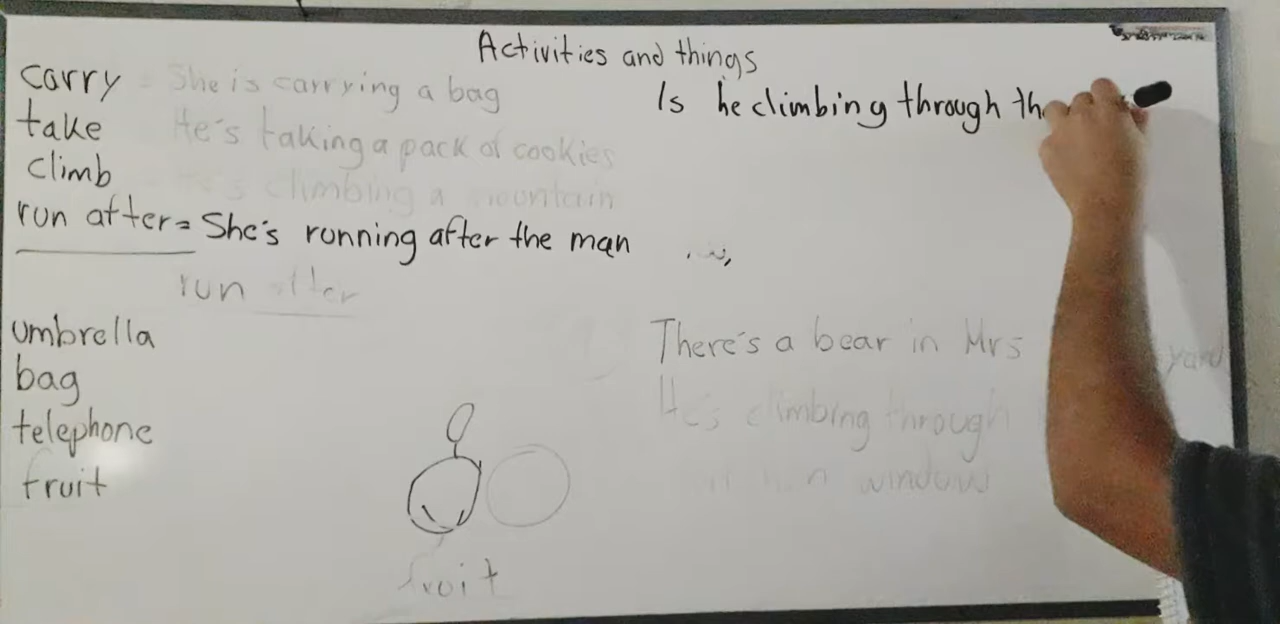 Activities and things
carry = She is carrying a bag
take He's taking a pack of cookies
climb He's climbing a mountain
run after = She's running after the man
run after
umbrella
bag
telephone
fruit
fruit
Is he climbing through th
There's a bear in Mrs yard
He's climbing through
window